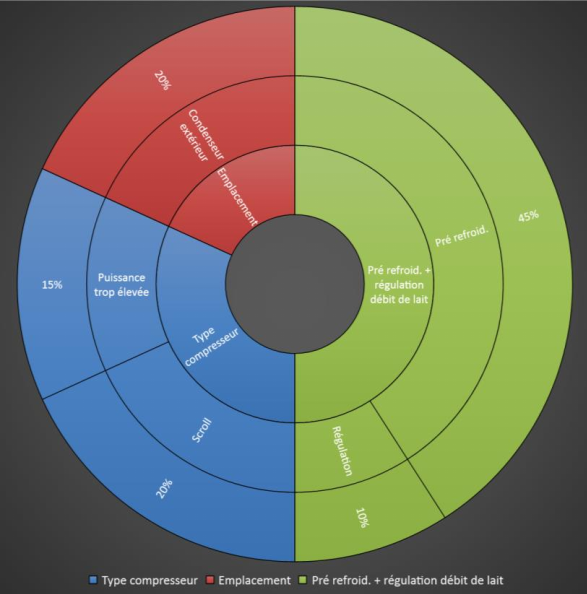 20%
Condenseur
extérieur
Emplacement
45%
Pré refroid.
Pré refroid. +
régulation
débit de lait
15%
Puissance
trop élevée
Type
compresseur
Scroll
20%
Régulation
10%
Type compresseur
Emplacement
Pré refroid. + régulation débit de lait